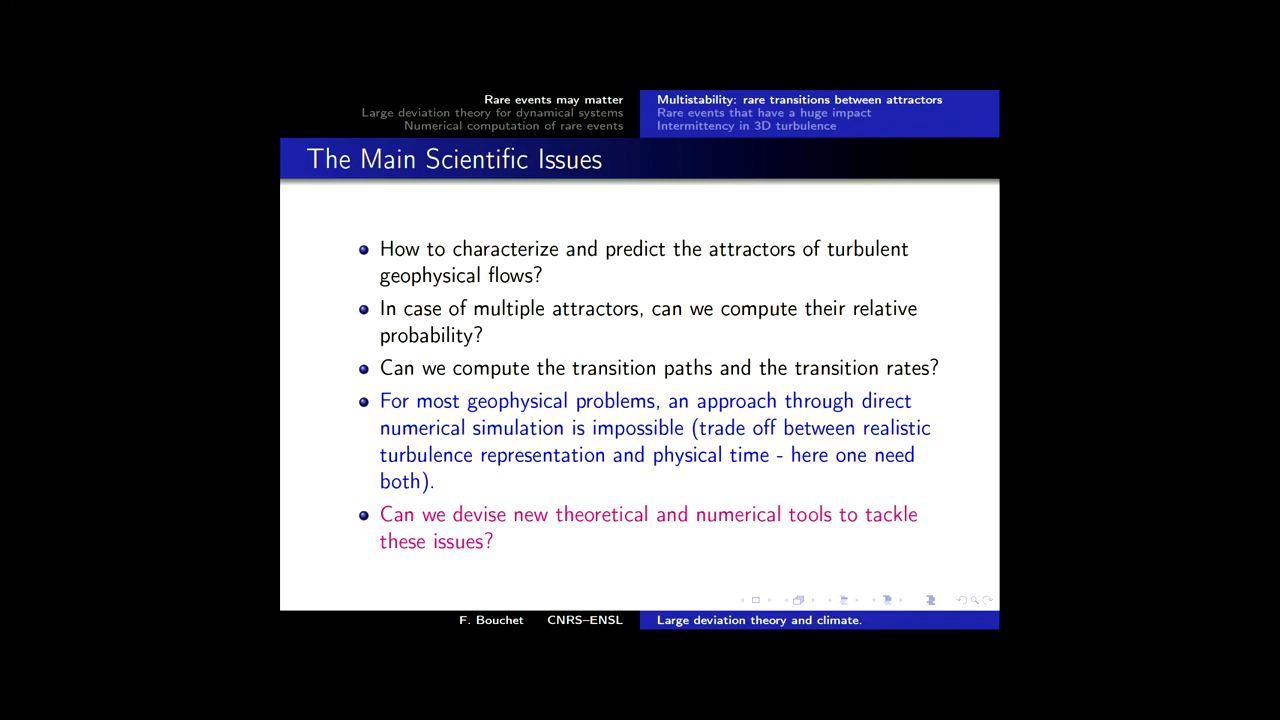 Rare events may matter
Large deviation theory for dynamical systems
Numerical computation of rare events
Multistability: rare transitions between attractors
Rare events that have a huge impact
Intermittency in 3D turbulence
The Main Scientific Issues
How to characterize and predict the attractors of turbulent
geophysical flows?
In case of multiple attractors, can we compute their relative
probability?
Can we compute the transition paths and the transition rates?
For most geophysical problems, an approach through direct
numerical simulation is impossible (trade off between realistic
turbulence representation and physical time - here one need
both).
Can we devise new theoretical and numerical tools to tackle
these issues?
F. Bouchet CNRS–ENSL
Large deviation theory and climate.